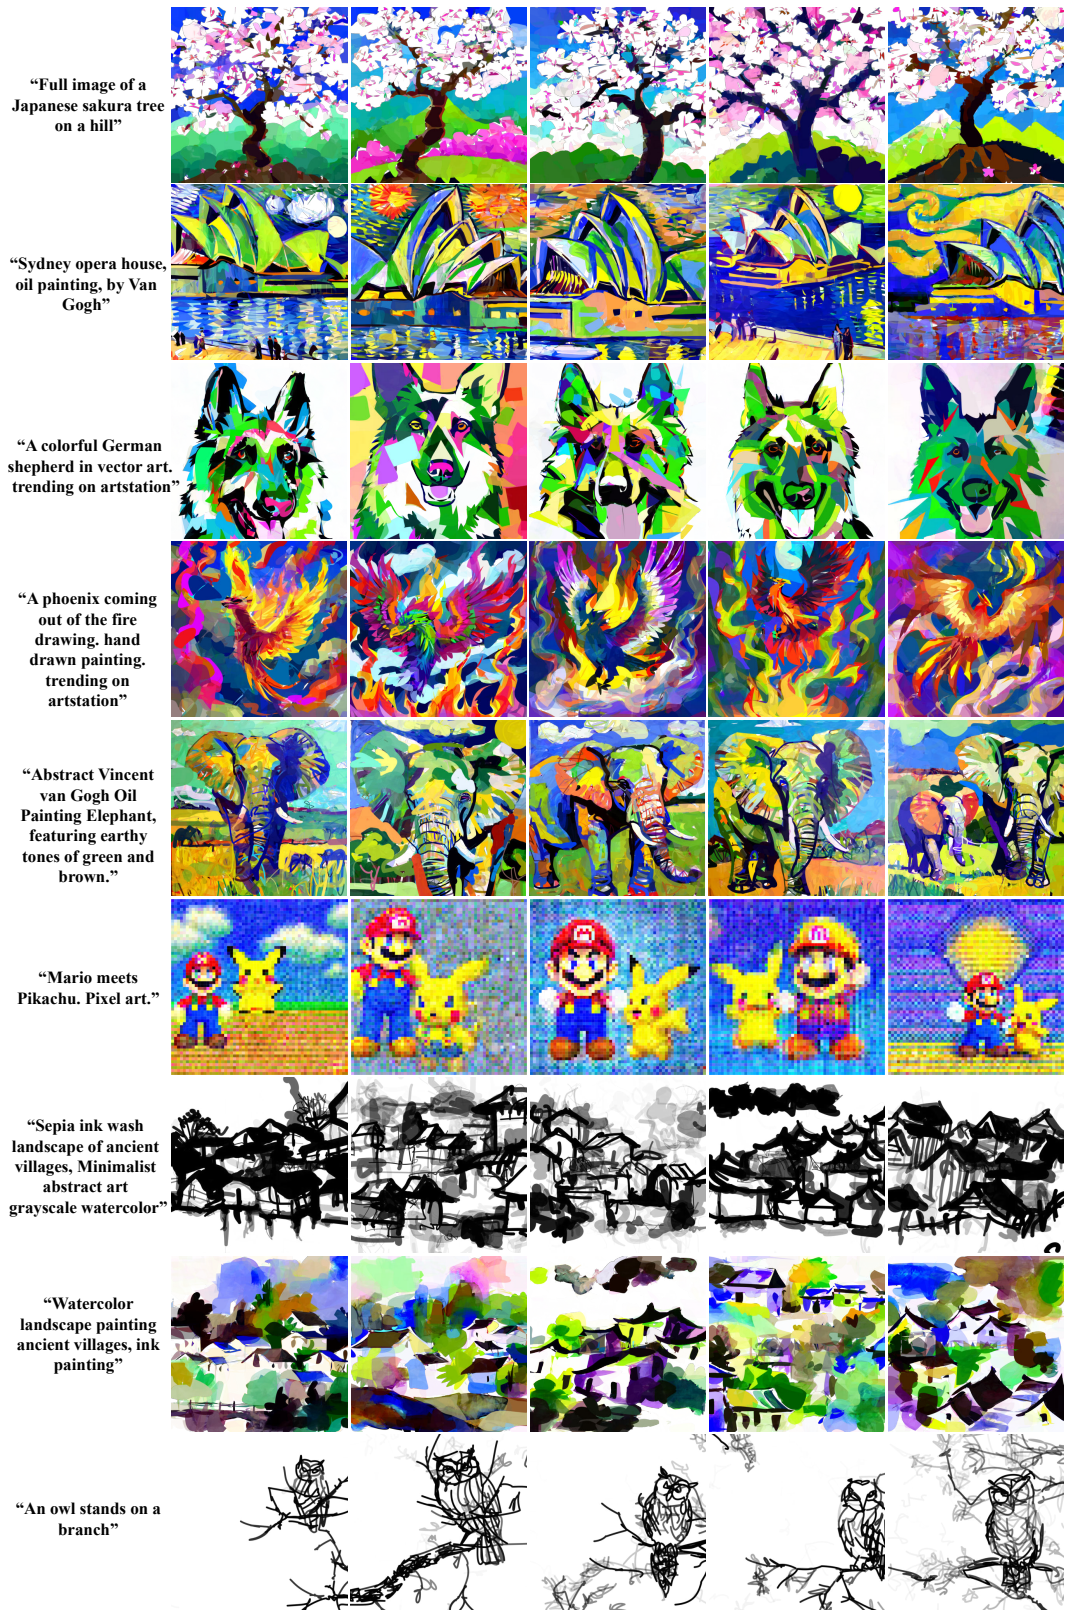 “Full image of a
Japanese sakura tree
on a hill”
“Sydney opera house,
oil painting, by Van
Gogh”
“A colorful German
shepherd in vector art.
trending on artstation”
“A phoenix coming
out of the fire
drawing. hand
drawn painting.
trending on
artstation”
“Abstract Vincent
van Gogh Oil
Painting Elephant,
featuring earthy
tones of green and
brown.”
“Mario meets
Pikachu. Pixel art.”
“Sepia ink wash
landscape of ancient
villages, Minimalist
abstract art
grayscale watercolor”
“Watercolor
landscape painting
ancient villages, ink
painting”
“An owl stands on a
branch”